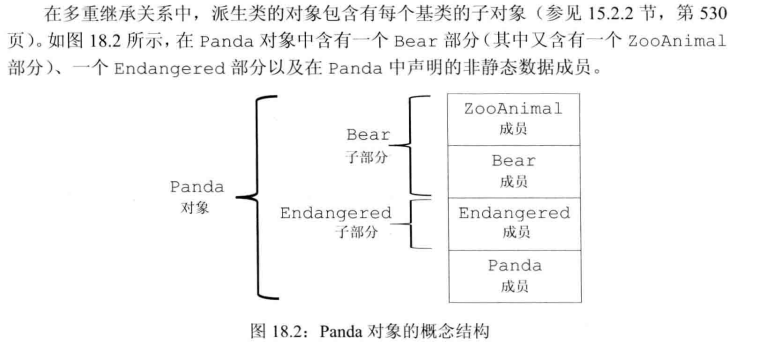 在多重继承关系中，派生类的对象包含有每个基类的子对象（参见 15.2.2 节，第 530
页）。如图 18.2 所示，在 Panda 对象中含有一个 Bear 部分（其中又含有一个 ZooAnimal
部分）、一个 Endangered 部分以及在 Panda 中声明的非静态数据成员。
ZooAnimal
成员
Bear
子部分
Bear
成员
Panda
对象
Endangered
子部分
Endangered
成员
Panda
成员
图 18.2：Panda 对象的概念结构